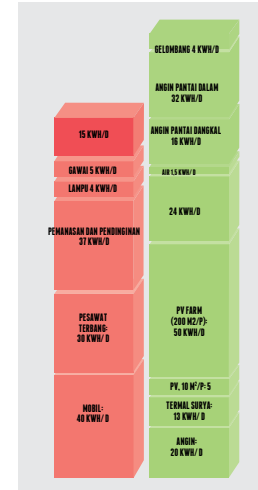 15 KWH/D
GAWAI 5 KWH/D
LAMPU 4 KWH/D
PEMANASAN DAN PENDINGINAN
37 KWH/D
PESAWAT
TERBANG:
30 KWH/ D
MOBIL:
40 KWH/ D
GELOMBANG 4 KWH/D
ANGIN PANTAI DALAM
32 KWH/D
ANGIN PANTAI DANGKAL
16 KWH/D
AIR 1,5 KWH/D
24 KWH/D
PV FARM
(200 M2/P):
50 KWH/D
PV, 10 M²/P: 5
TERMAL SURYA:
13 KWH/ D
ANGIN:
20 KWH/ D